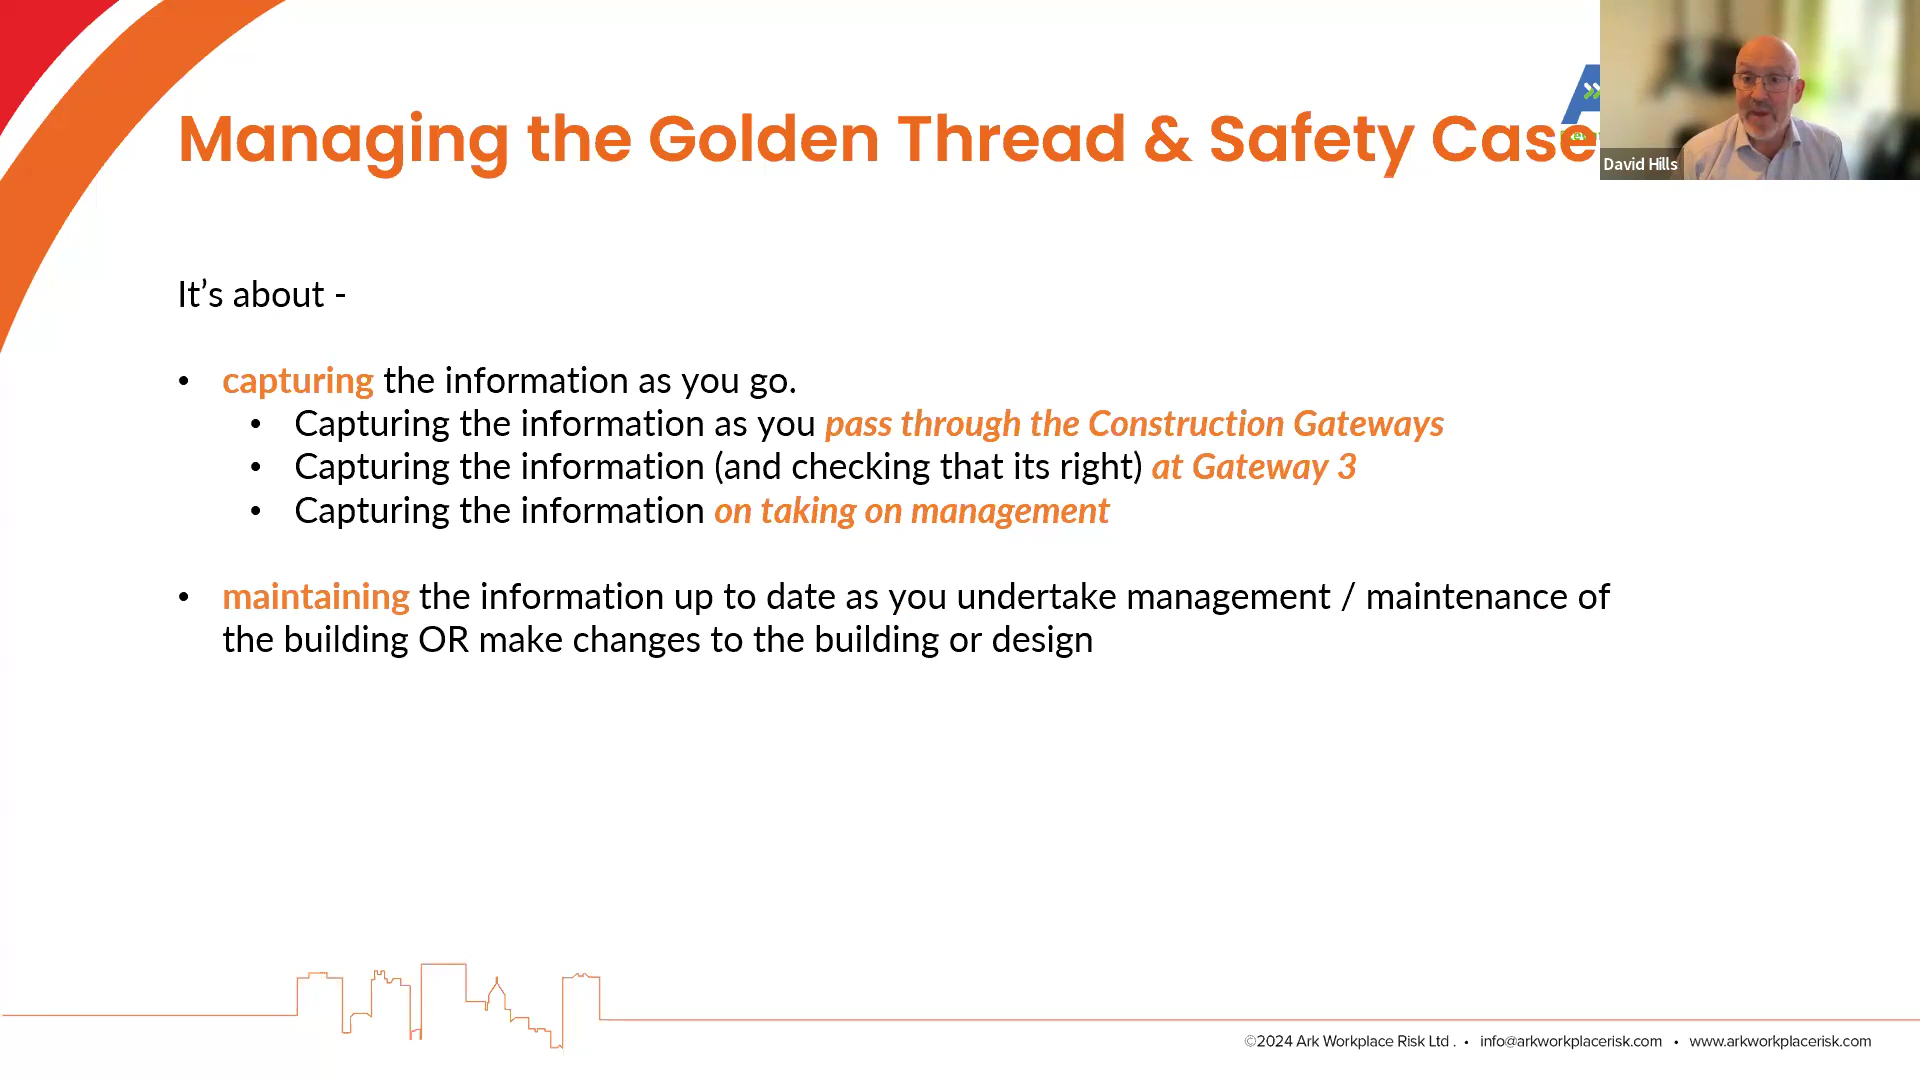 Managing the Golden Thread & Safety Case
David Hills
It’s about -
• capturing the information as you go.
• Capturing the information as you pass through the Construction Gateways
• Capturing the information (and checking that its right) at Gateway 3
• Capturing the information on taking on management
• maintaining the information up to date as you undertake management / maintenance of
the building OR make changes to the building or design
©2024 Ark Workplace Risk Ltd . • info@arkworkplacerisk.com • www.arkworkplacerisk.com